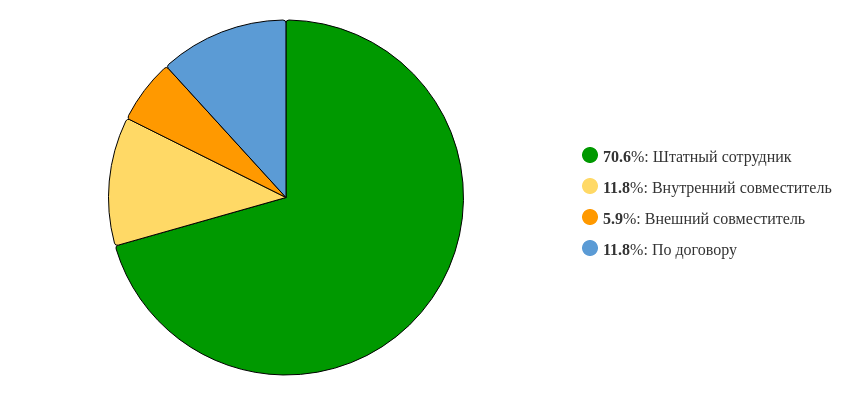 70.6%: Штатный сотрудник
11.8%: Внутренний совместитель
5.9%: Внешний совместитель
11.8%: По договору